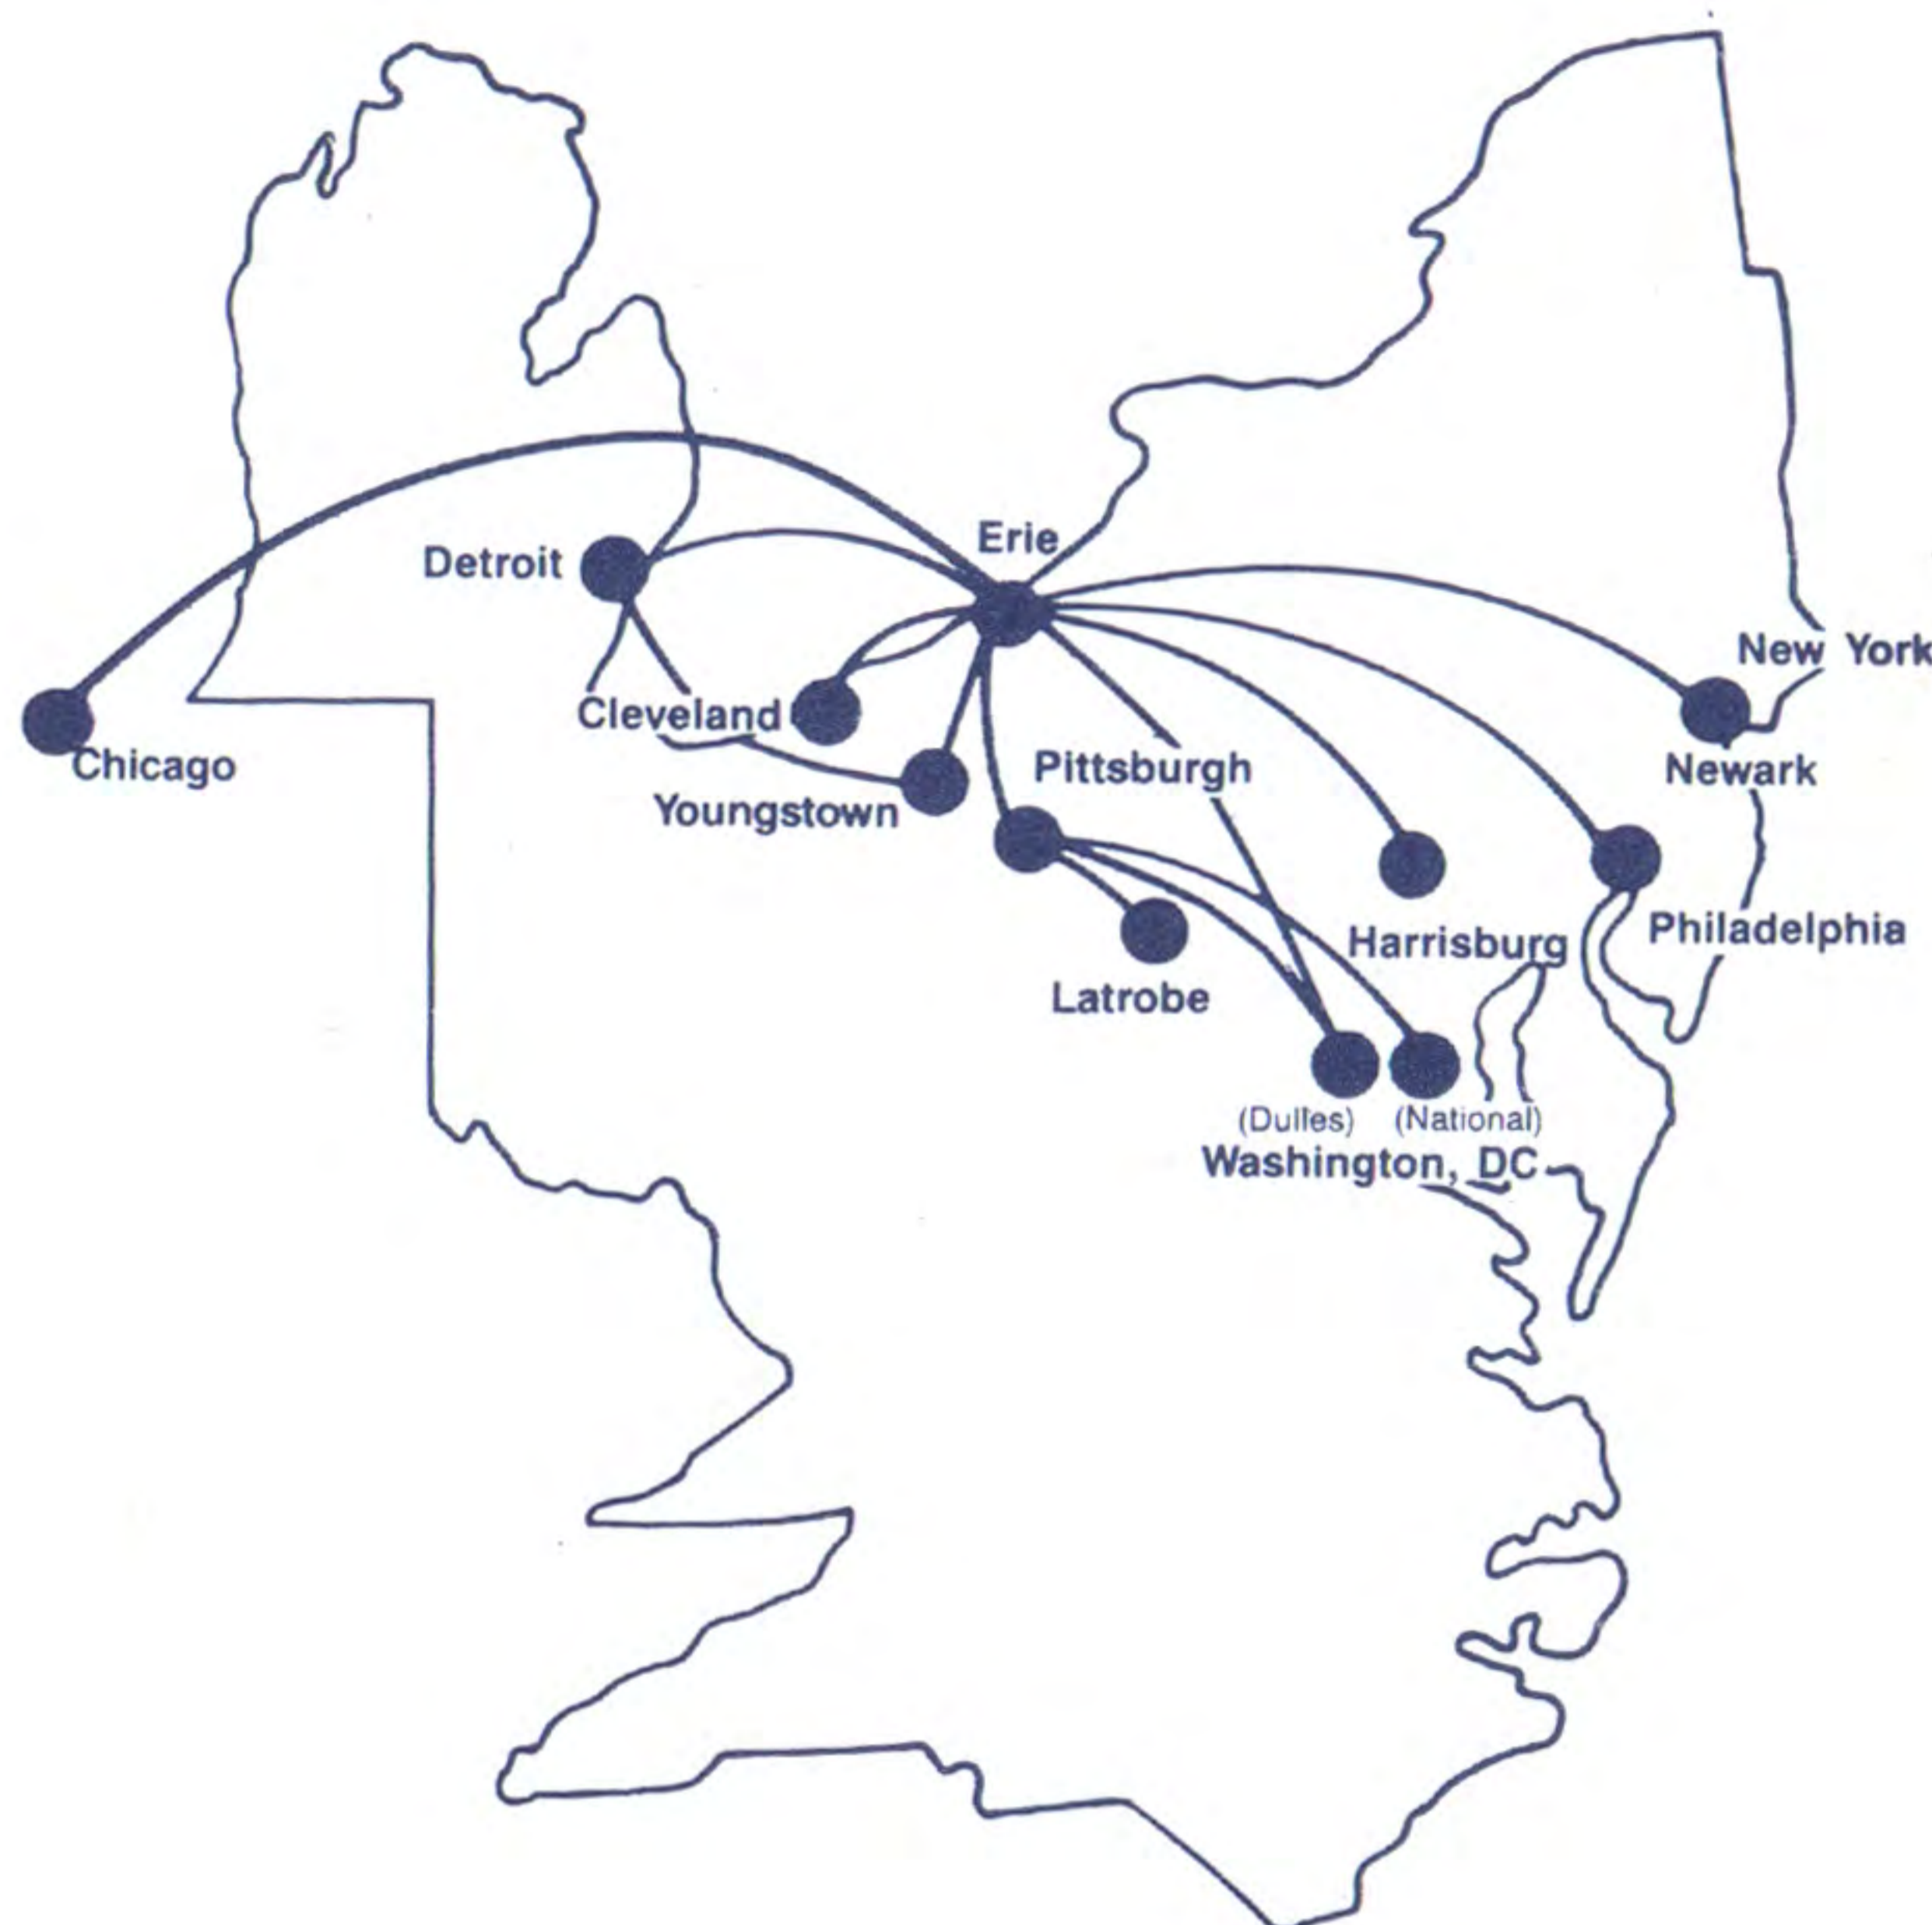 Erie
Detroit
New York
Cleveland
Chicago
Pittsburgh
Newark
Youngstown
Harrisburg
Philadelphia
Latrobe
(Dulles) (National)
Washington, DC